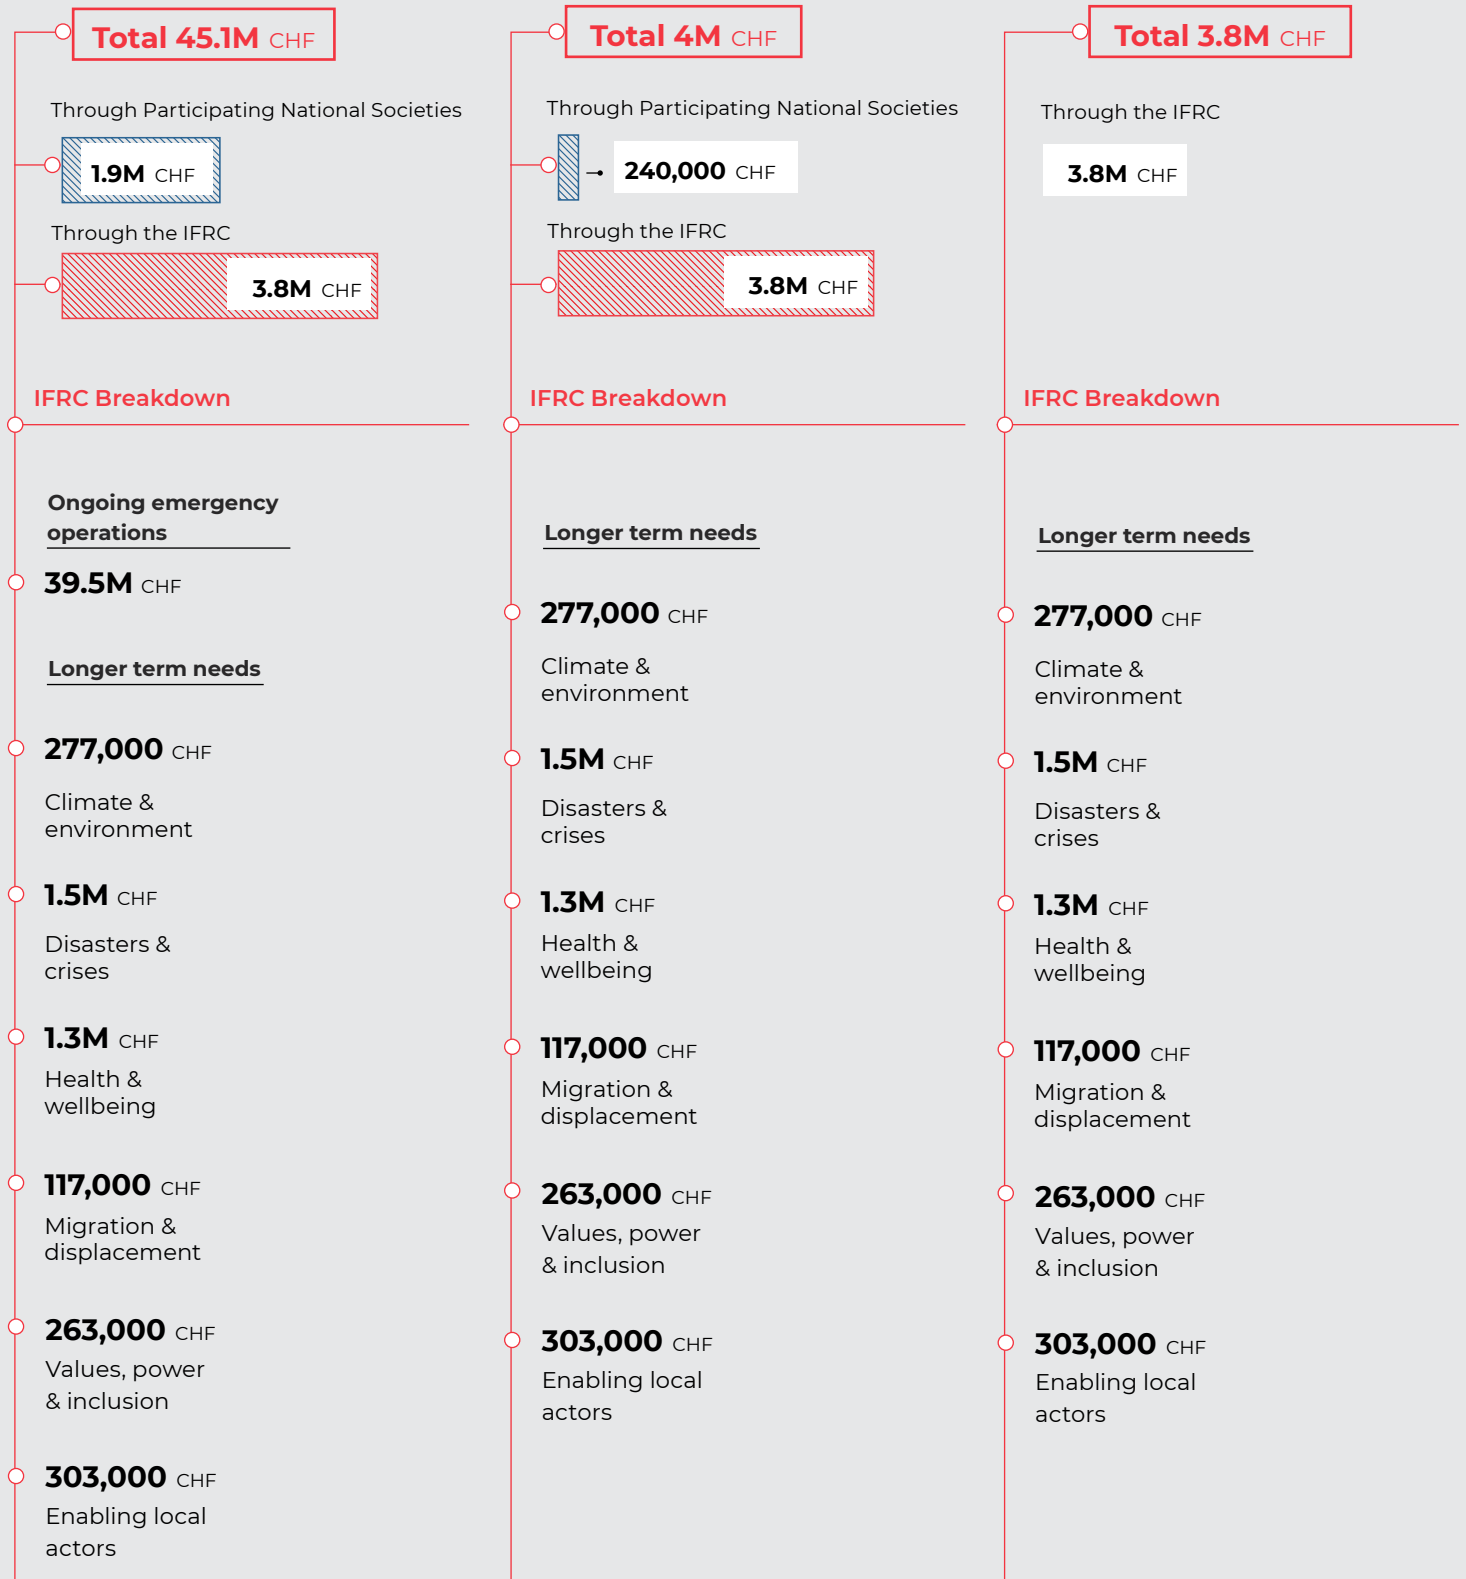 Total 45.1M CHF
Through Participating National Societies
1.9M CHF
Through the IFRC
3.8M CHF
IFRC Breakdown
Ongoing emergency
operations
39.5M CHF
Longer term needs
277,000 CHF
Climate &
environment
1.5M CHF
Disasters &
crises
1.3M CHF
Health &
wellbeing
117,000 CHF
Migration &
displacement
263,000 CHF
Values, power
& inclusion
303,000 CHF
Enabling local
actors
Total 4M CHF
Through Participating National Societies
240,000 CHF
Through the IFRC
3.8M CHF
IFRC Breakdown
Longer term needs
277,000 CHF
Climate &
environment
1.5M CHF
Disasters &
crises
1.3M CHF
Health &
wellbeing
117,000 CHF
Migration &
displacement
263,000 CHF
Values, power
& inclusion
303,000 CHF
Enabling local
actors
Total 3.8M CHF
Through the IFRC
3.8M CHF
IFRC Breakdown
Longer term needs
277,000 CHF
Climate &
environment
1.5M CHF
Disasters &
crises
1.3M CHF
Health &
wellbeing
117,000 CHF
Migration &
displacement
263,000 CHF
Values, power
& inclusion
303,000 CHF
Enabling local
actors